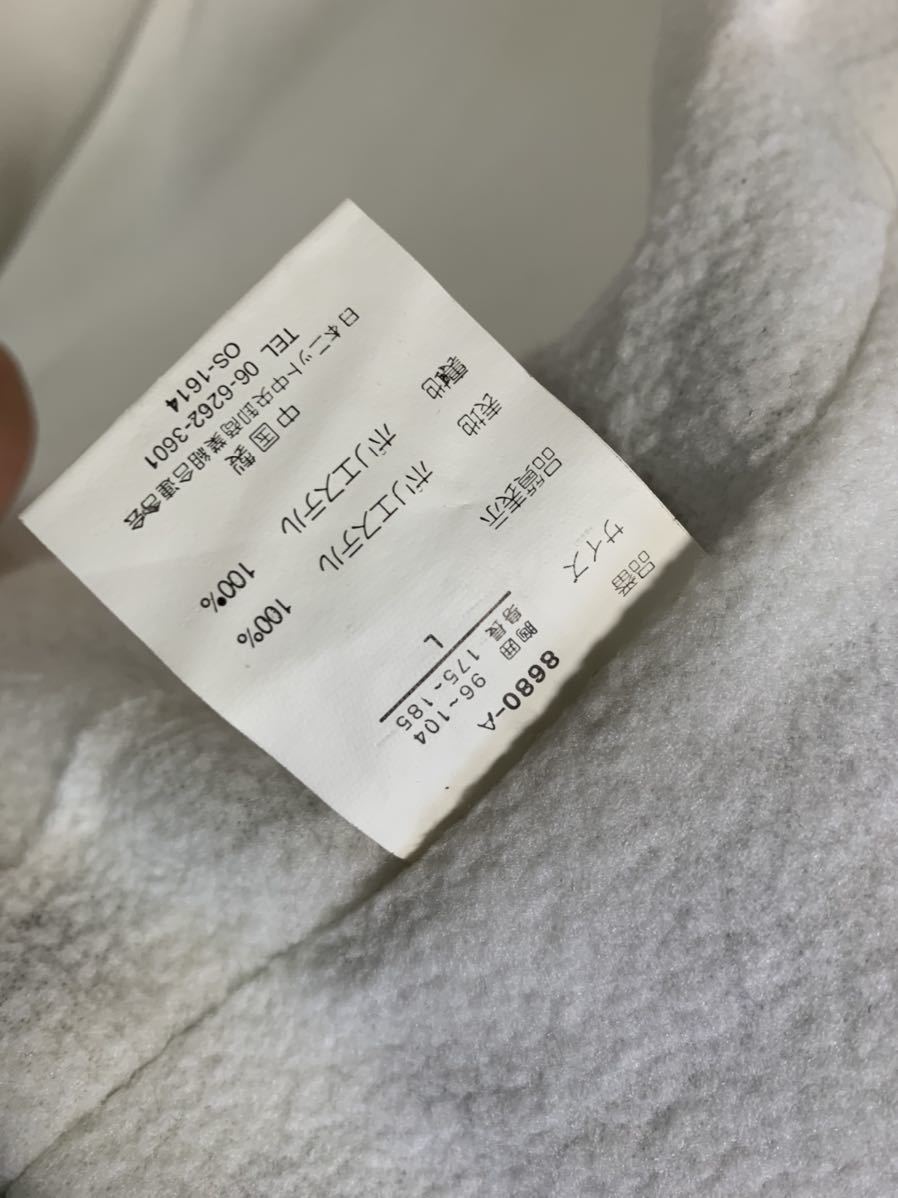 品番 8680-A
サイズ 胸囲 96~104
身長 175~185
L
品質表示
表地 ポリエステル 100%
裏地 ポリエステル 100%
中国製
日本ニット中央卸商業組合連合会
TEL 06-6262-3601
OS-1614